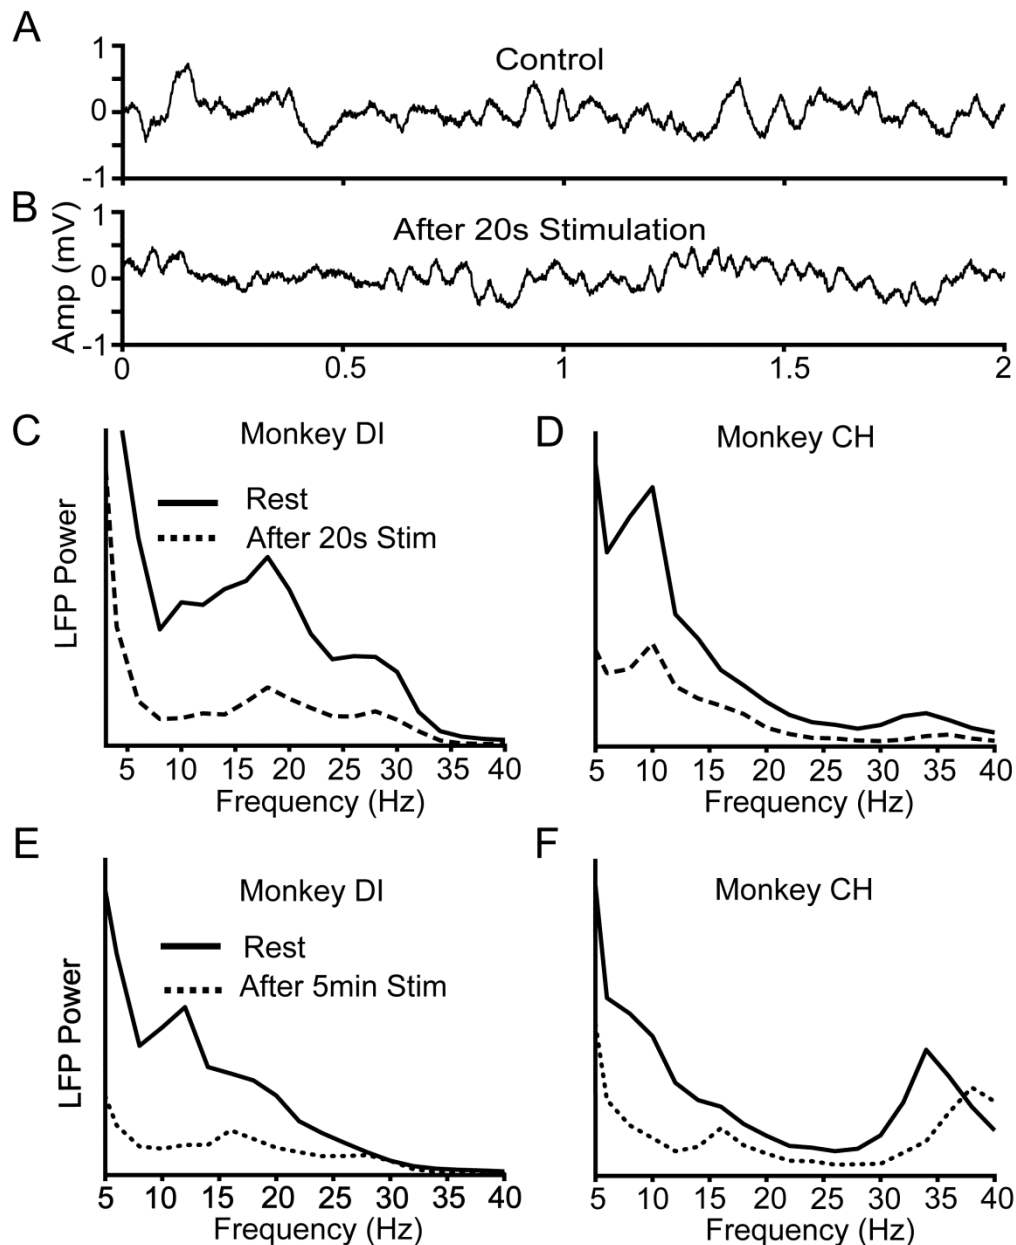 A
Control
1
0
-1
B
After 20s Stimulation
Amp (mV)
1
0
-1
0 0.5 1 1.5 2
C Monkey DI
Rest
After 20s Stim
LFP Power
5 10 15 20 25 30 35 40
Frequency (Hz)
D Monkey CH
5 10 15 20 25 30 35 40
Frequency (Hz)
E
Monkey DI
Rest
After 5min Stim
LFP Power
5 10 15 20 25 30 35 40
Frequency (Hz)
F
Monkey CH
5 10 15 20 25 30 35 40
Frequency (Hz)